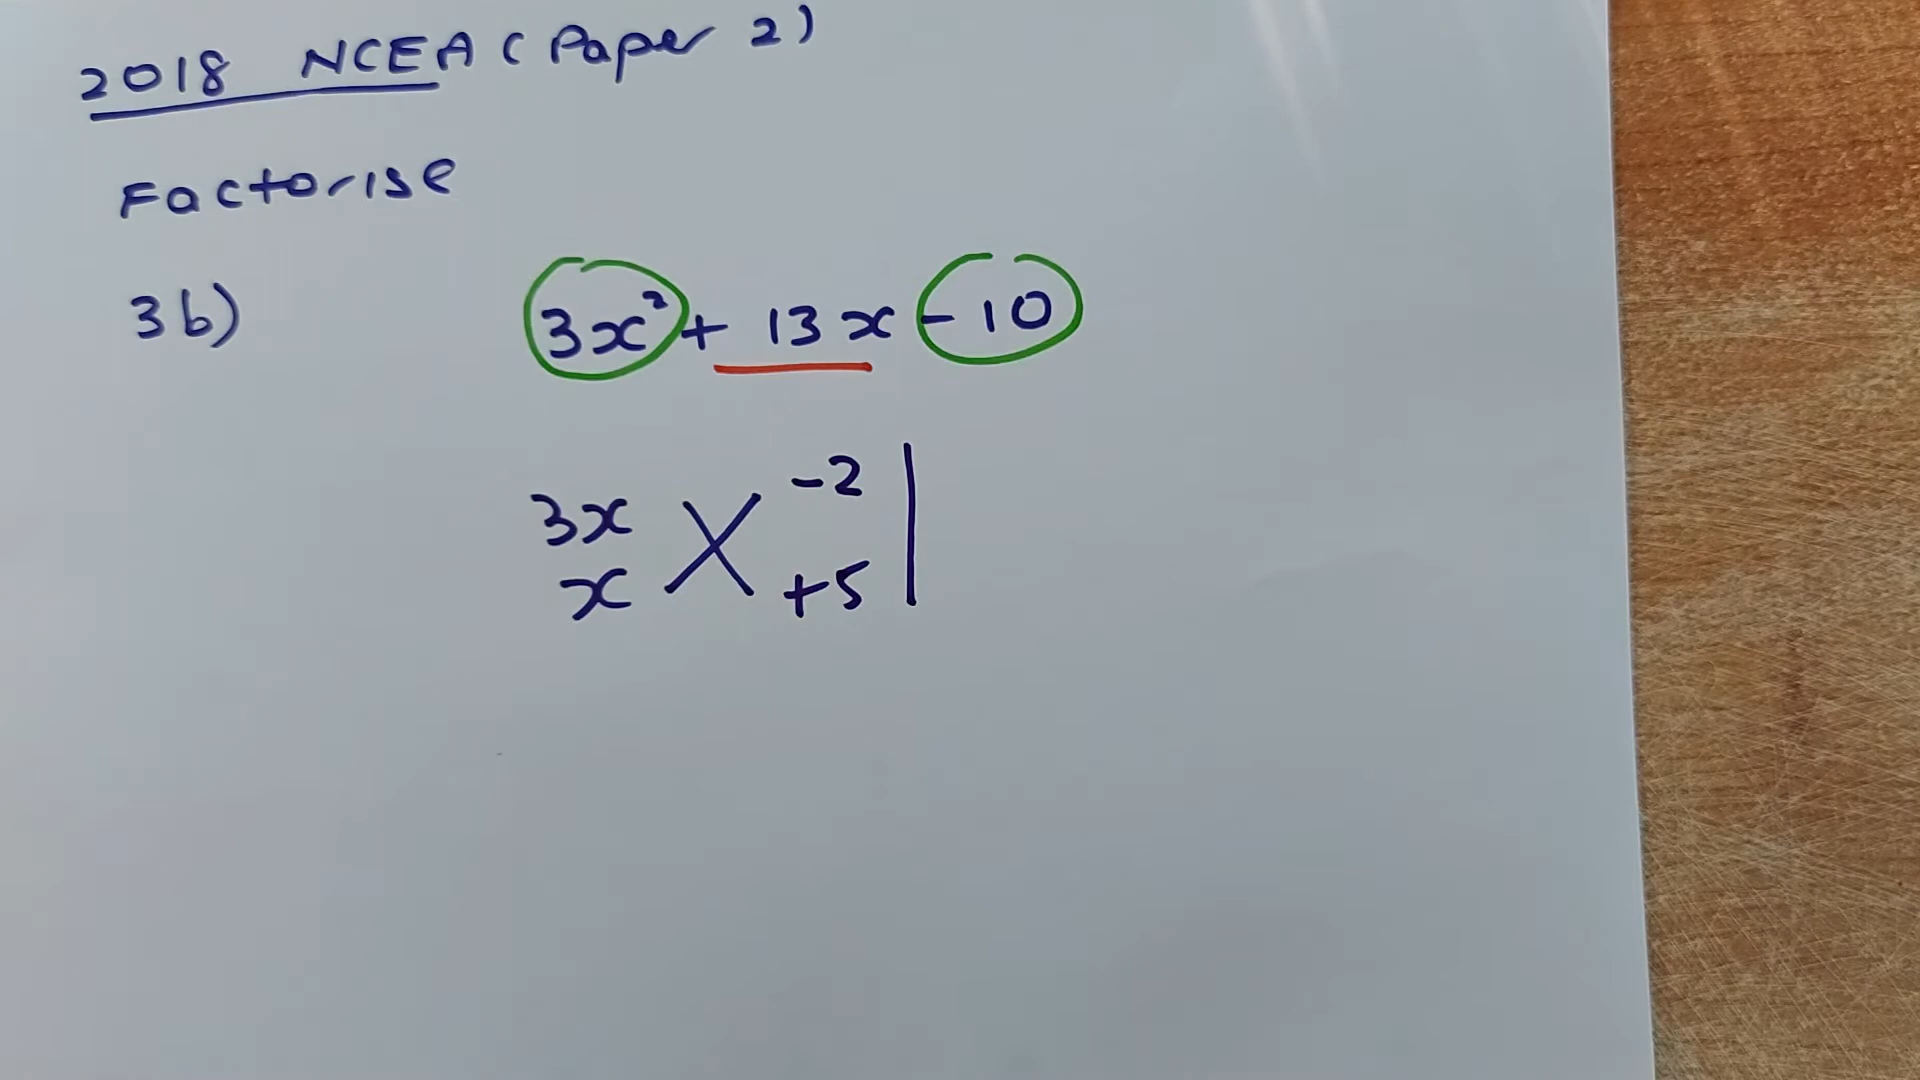 2018 NCEA (Paper 2)
Factorise
3b) 3x² + 13x - 10
3x -2
x +5